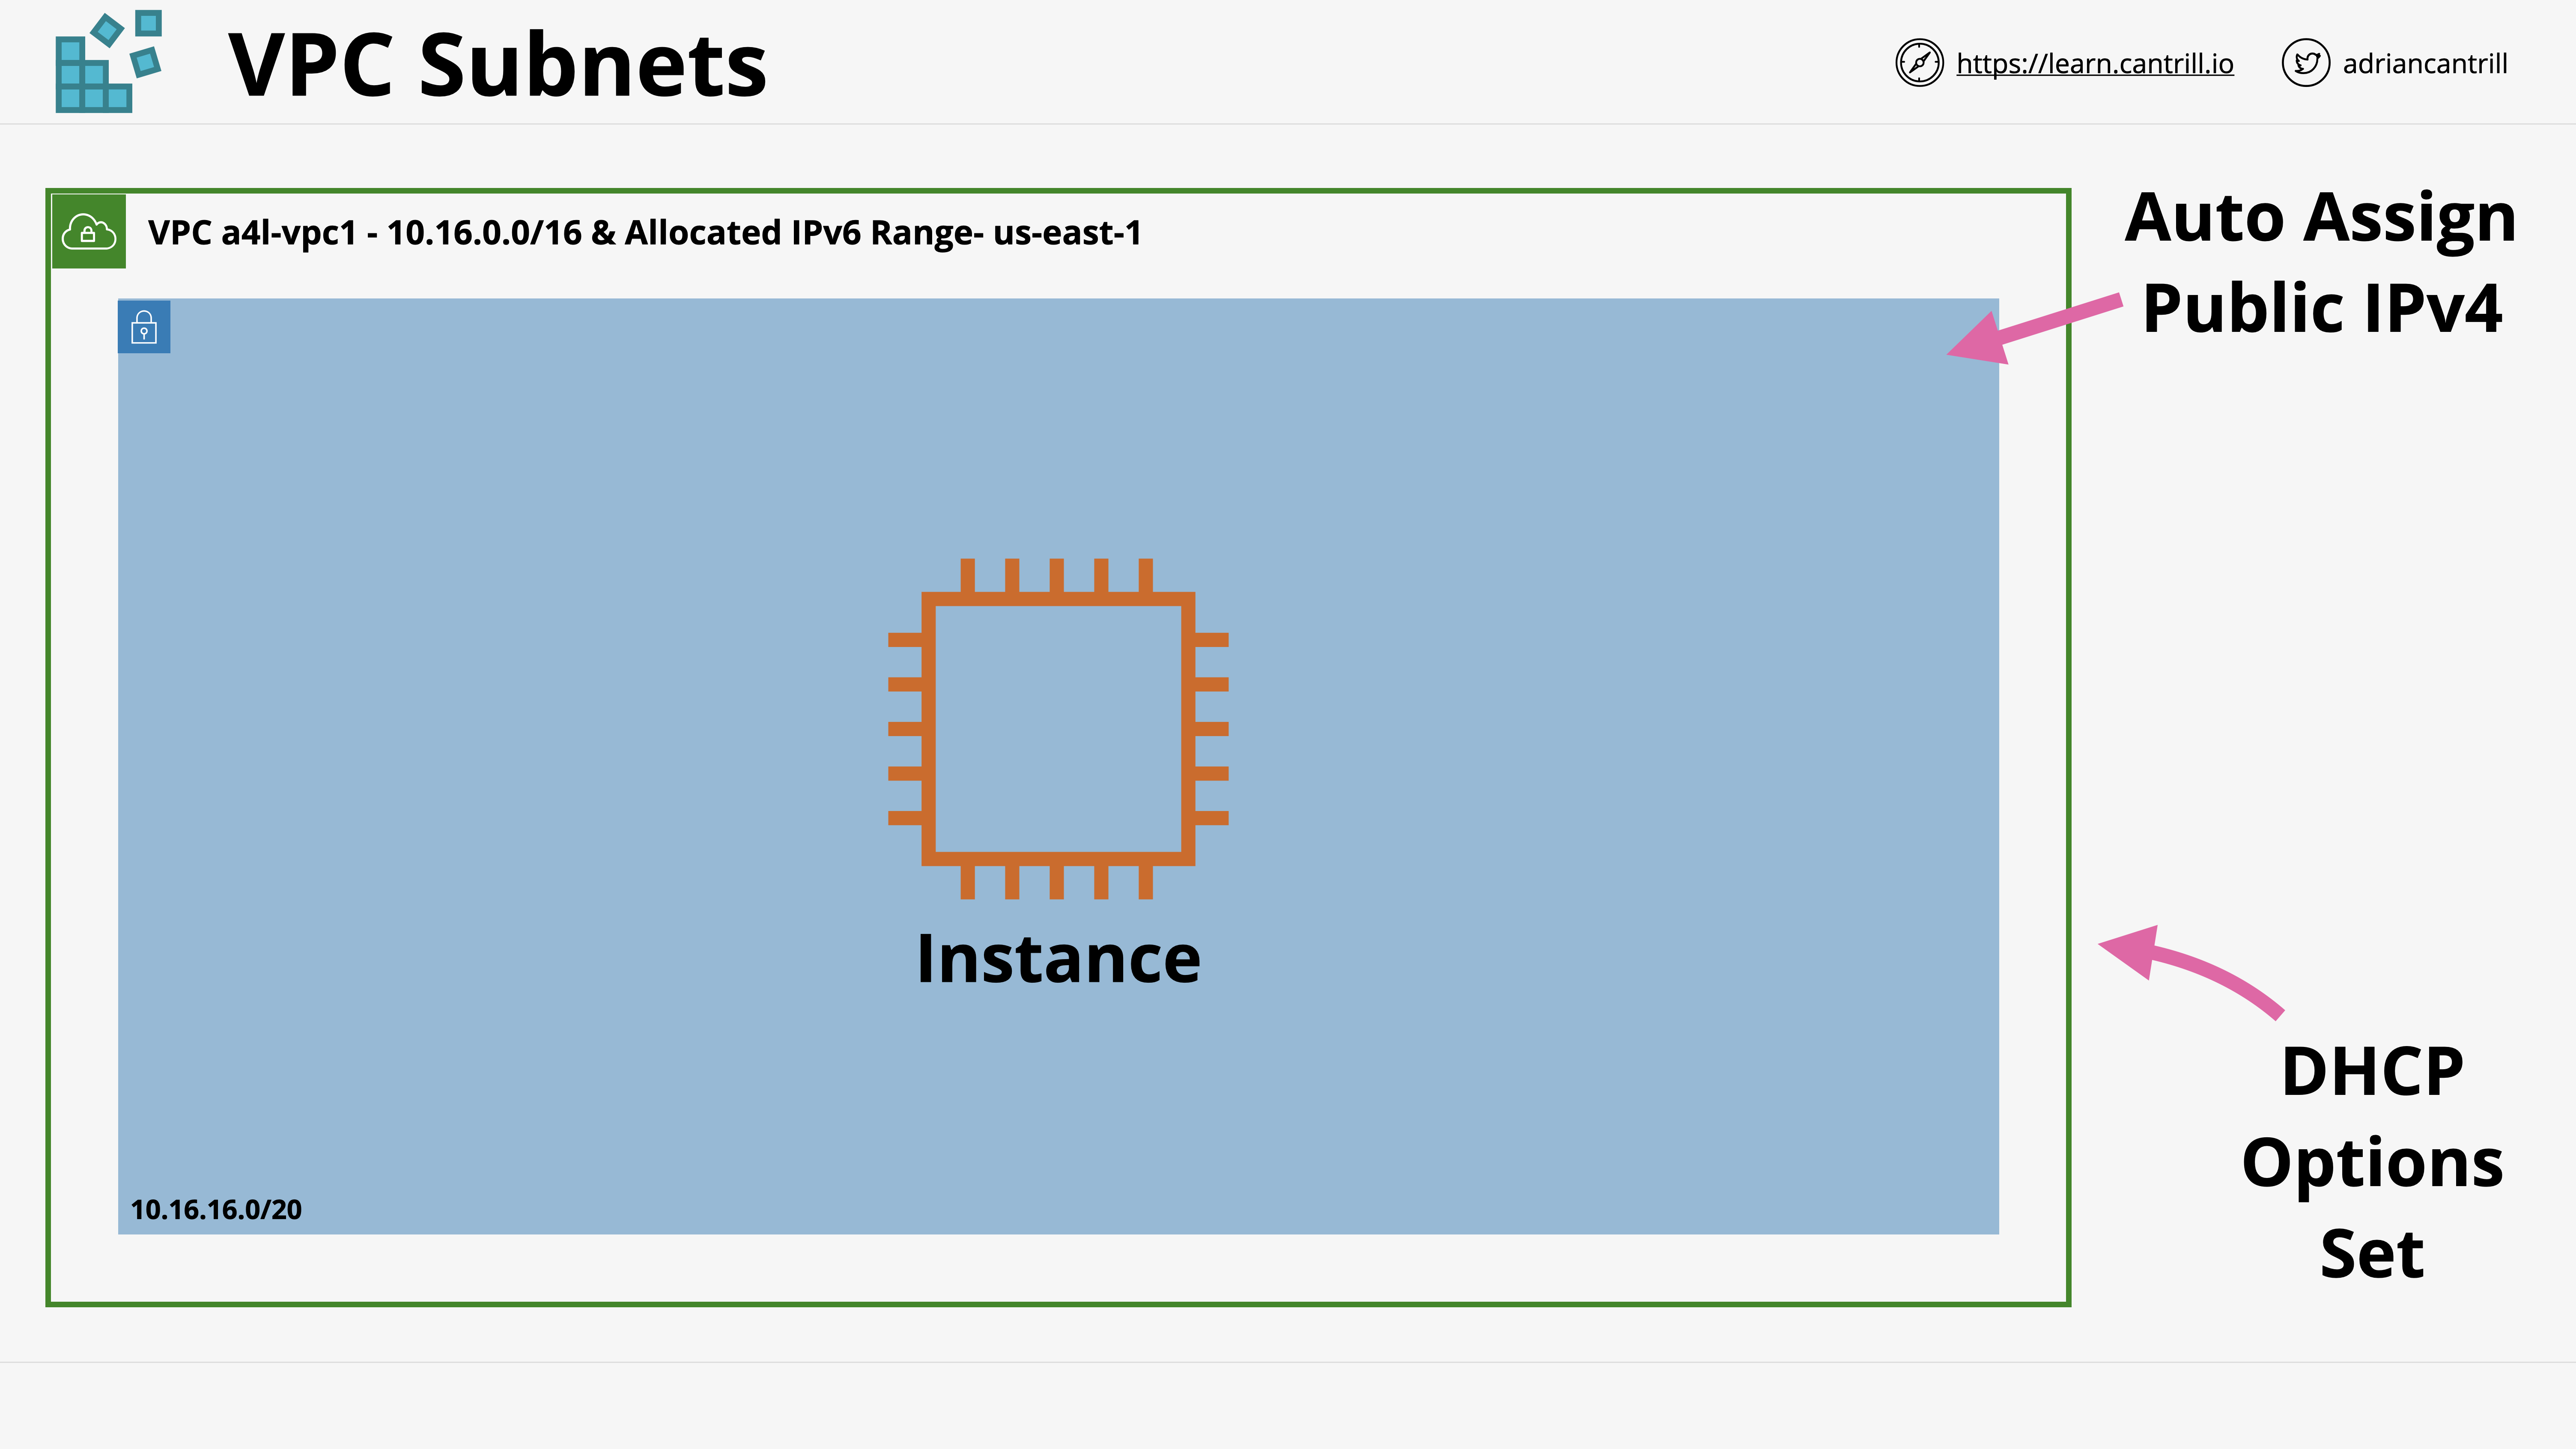 VPC Subnets
https://learn.cantrill.io
adriancantrill
VPC a4l-vpc1 - 10.16.0.0/16 & Allocated IPv6 Range- us-east-1
Auto Assign
Public IPv4
Instance
DHCP
Options
Set
10.16.16.0/20